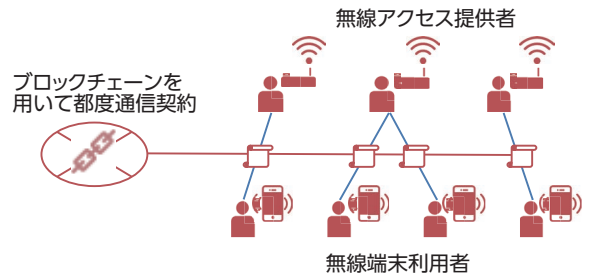 無線アクセス提供者
ブロックチェーンを
用いて都度通信契約
無線端末利用者